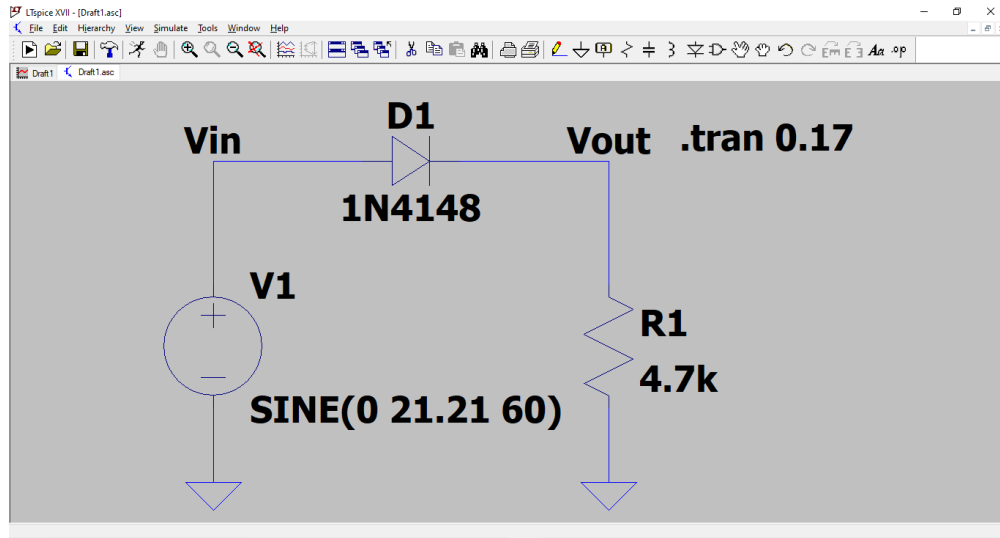 LTspice XVII - [Draft1.asc]
File Edit Hierarchy View Simulate Tools Window Help
Aa .op
Draft1 Draft1.asc
D1
Vin Vout .tran 0.17
1N4148
V1
R1
4.7k
SINE(0 21.21 60)